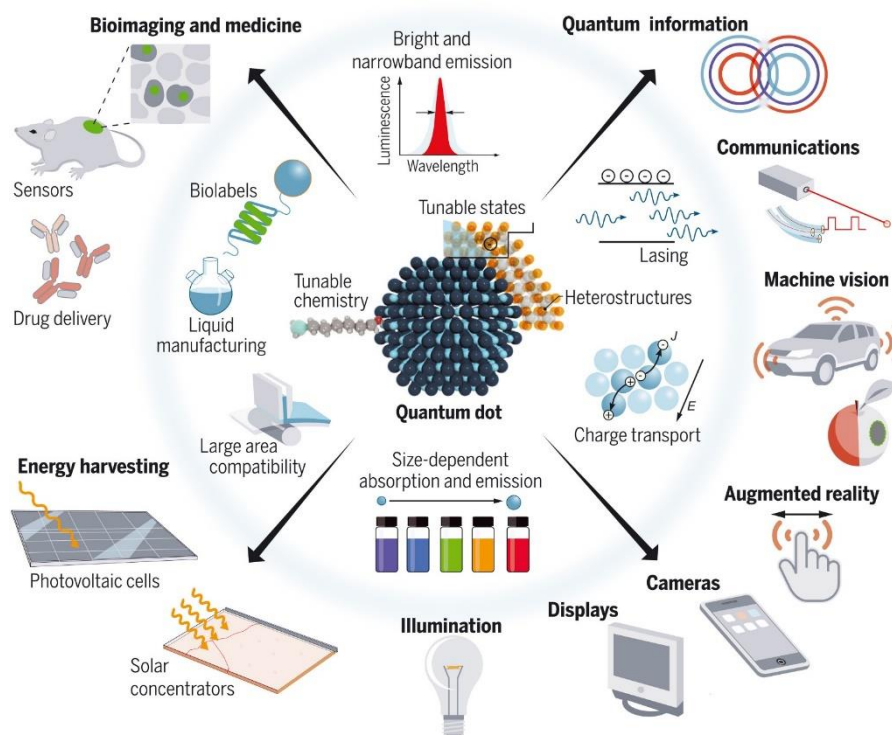 Bioimaging and medicine
Sensors
Drug delivery
Bright and
narrowband emission
Luminescence
Wavelength
Quantum information
Communications
Biolabels
Liquid
manufacturing
Tunable
chemistry
Tunable states
Heterostructures
Quantum dot
Lasing
J
E
Charge transport
Machine vision
Large area
compatibility
Size-dependent
absorption and emission
Energy harvesting
Photovoltaic cells
Solar
concentrators
Illumination
Displays
Cameras
Augmented reality